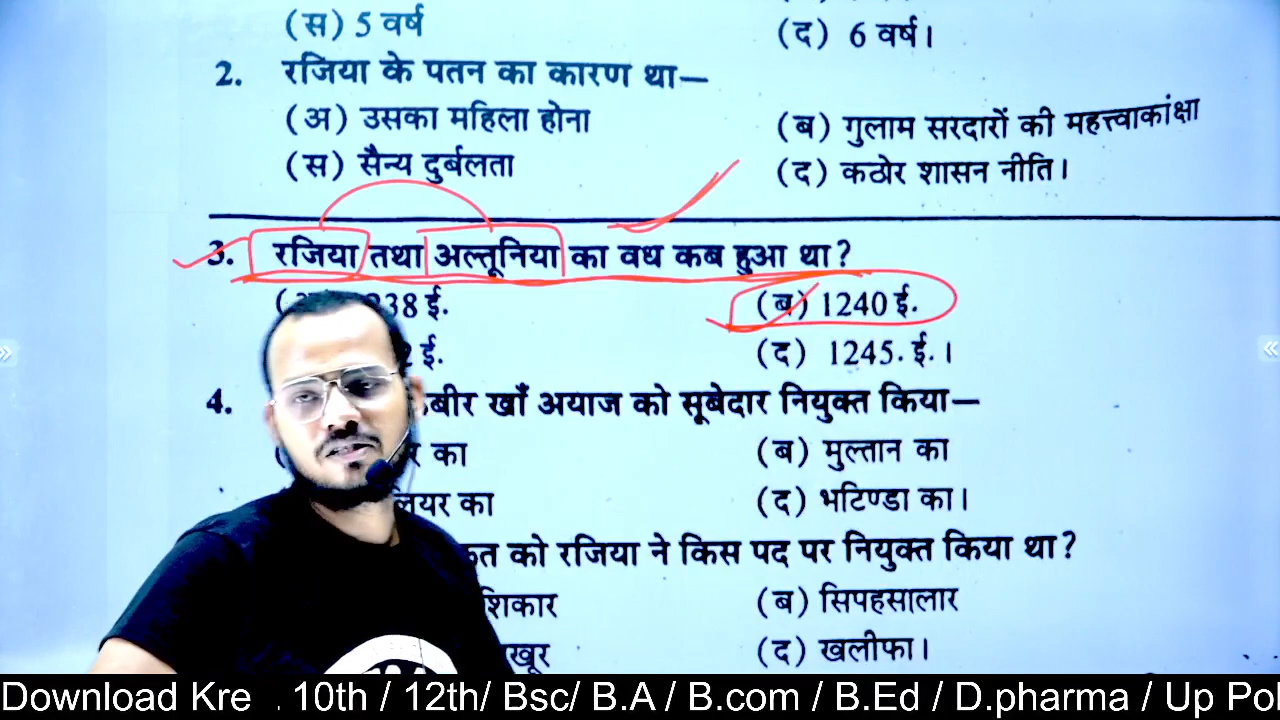 (स) 5 वर्ष (द) 6 वर्ष।
2. रजिया के पतन का कारण था—
(अ) उसका महिला होना (ब) गुलाम सरदारों की महत्त्वाकांक्षा
(स) सैन्य दुर्बलता (द) कठोर शासन नीति।
3. रजिया तथा अल्तूनिया का वध कब हुआ था?
38 ई. (ब) 1240 ई.
2 ई. (द) 1245. ई.।
4. खाँ अयाज को सूबेदार नियुक्त किया—
का (ब) मुल्तान का
का (द) भटिण्डा का।
को रजिया ने किस पद पर नियुक्त किया था?
(ब) सिपहसालार
(द) खलीफा।
Download Kre . 10th / 12th/ Bsc/ B.A / B.com / B.Ed / D.pharma / Up Pol